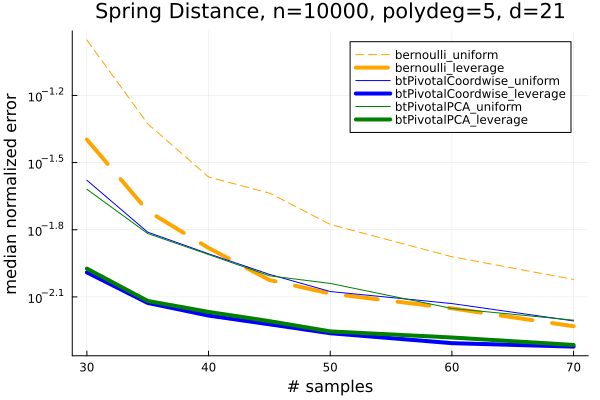 Spring Distance, n=10000, polydeg=5, d=21
bernoulli_uniform
bernoulli_leverage
btPivotalCoordwise_uniform
btPivotalCoordwise_leverage
btPivotalPCA_uniform
btPivotalPCA_leverage
median normalized error
10−1.2
10−1.5
10−1.8
10−2.1
30 40 50 60 70
# samples